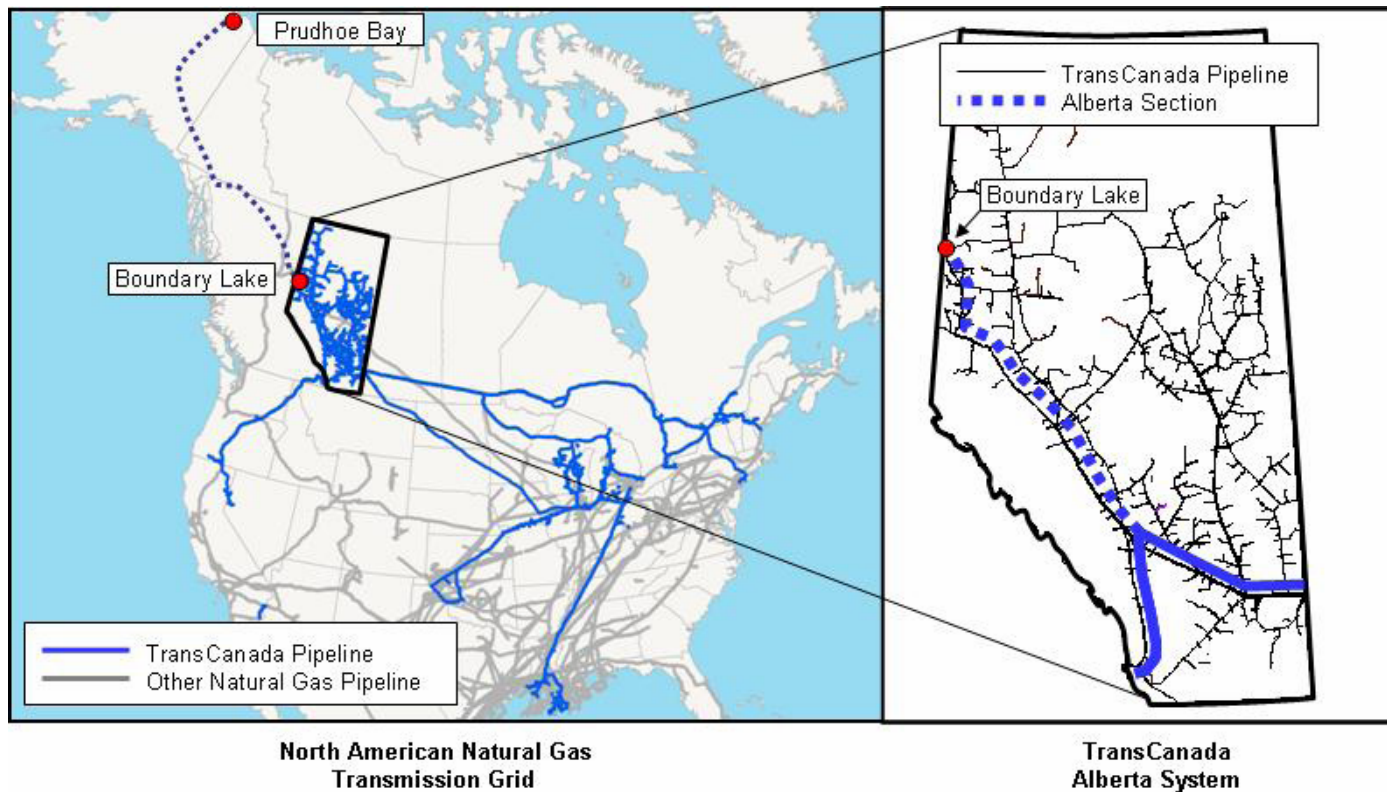 Prudhoe Bay
Boundary Lake
TransCanada Pipeline
Other Natural Gas Pipeline
North American Natural Gas
Transmission Grid
TransCanada Pipeline
Alberta Section
Boundary Lake
TransCanada
Alberta System